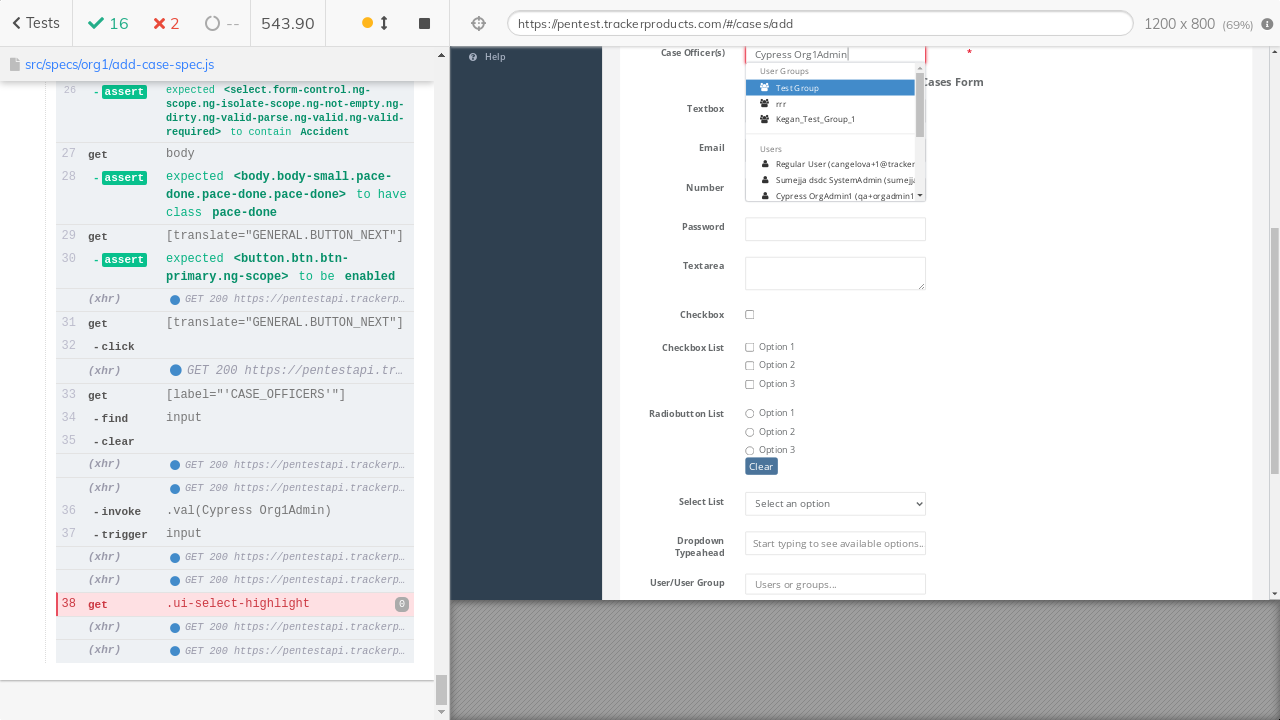 Tests
16
2
--
543.90
https://pentest.trackerproducts.com/#/cases/add
1200 x 800 (69%)
src/specs/org1/add-case-spec.js
26 - assert expected <select.form-control.ng-
scope.ng-isolate-scope.ng-not-empty.ng-
dirty.ng-valid-parse.ng-valid.ng-valid-
required> to contain Accident
27 get body
28 - assert expected <body.body-small.pace-
done.pace-done.pace-done> to have
class pace-done
29 get [translate="GENERAL.BUTTON_NEXT"]
30 - assert expected <button.btn.btn-
primary.ng-scope> to be enabled
(xhr) GET 200 https://pentestapi.trackerp…
31 get [translate="GENERAL.BUTTON_NEXT"]
32 - click
(xhr) GET 200 https://pentestapi.tr…
33 get [label="'CASE_OFFICERS'"]
34 - find input
35 - clear
(xhr) GET 200 https://pentestapi.trackerp…
(xhr) GET 200 https://pentestapi.trackerp…
36 - invoke .val(Cypress Org1Admin)
37 - trigger input
(xhr) GET 200 https://pentestapi.trackerp…
(xhr) GET 200 https://pentestapi.trackerp…
38 get .ui-select-highlight 0
(xhr) GET 200 https://pentestapi.trackerp…
(xhr) GET 200 https://pentestapi.trackerp…
Help
Case Officer(s) Cypress Org1Admin *
User Groups
Test Group
rrr
Kegan_Test_Group_1
Users
Regular User (cangelova+1@tracker
Sumejja dsdc SystemAdmin (sumejja
Cypress OrgAdmin1 (qa+orgadmin1
Cases Form
Textbox
Email
Number
Password
Textarea
Checkbox
Checkbox List Option 1
Option 2
Option 3
Radiobutton List Option 1
Option 2
Option 3
Clear
Select List Select an option
Dropdown
Typeahead Start typing to see available options...
User/User Group Users or groups...